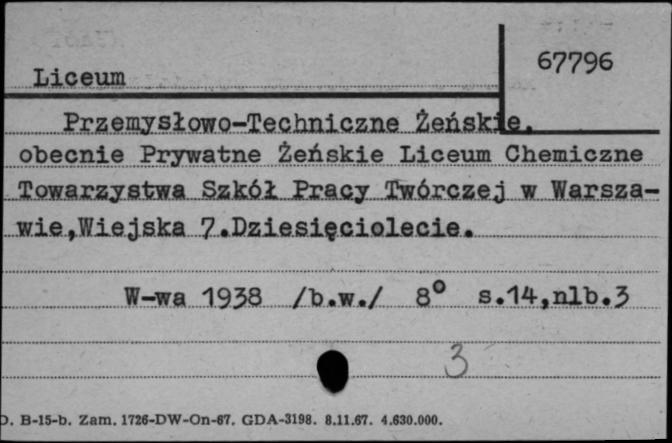 67796
Liceum
Przemysłowo-Techniczne Żeńskie,
obecnie Prywatne Żeńskie Liceum Chemiczne
Towarzystwa Szkół Pracy Twórczej w Warsza-
wie,Wiejska 7.Dziesięciolecie.
W-wa 1938 /b.w./ 8° s.14,nlb.3
3
D. B-15-b. Zam. 1726-DW-On-67. GDA-3198. 8.11.67. 4.630.000.